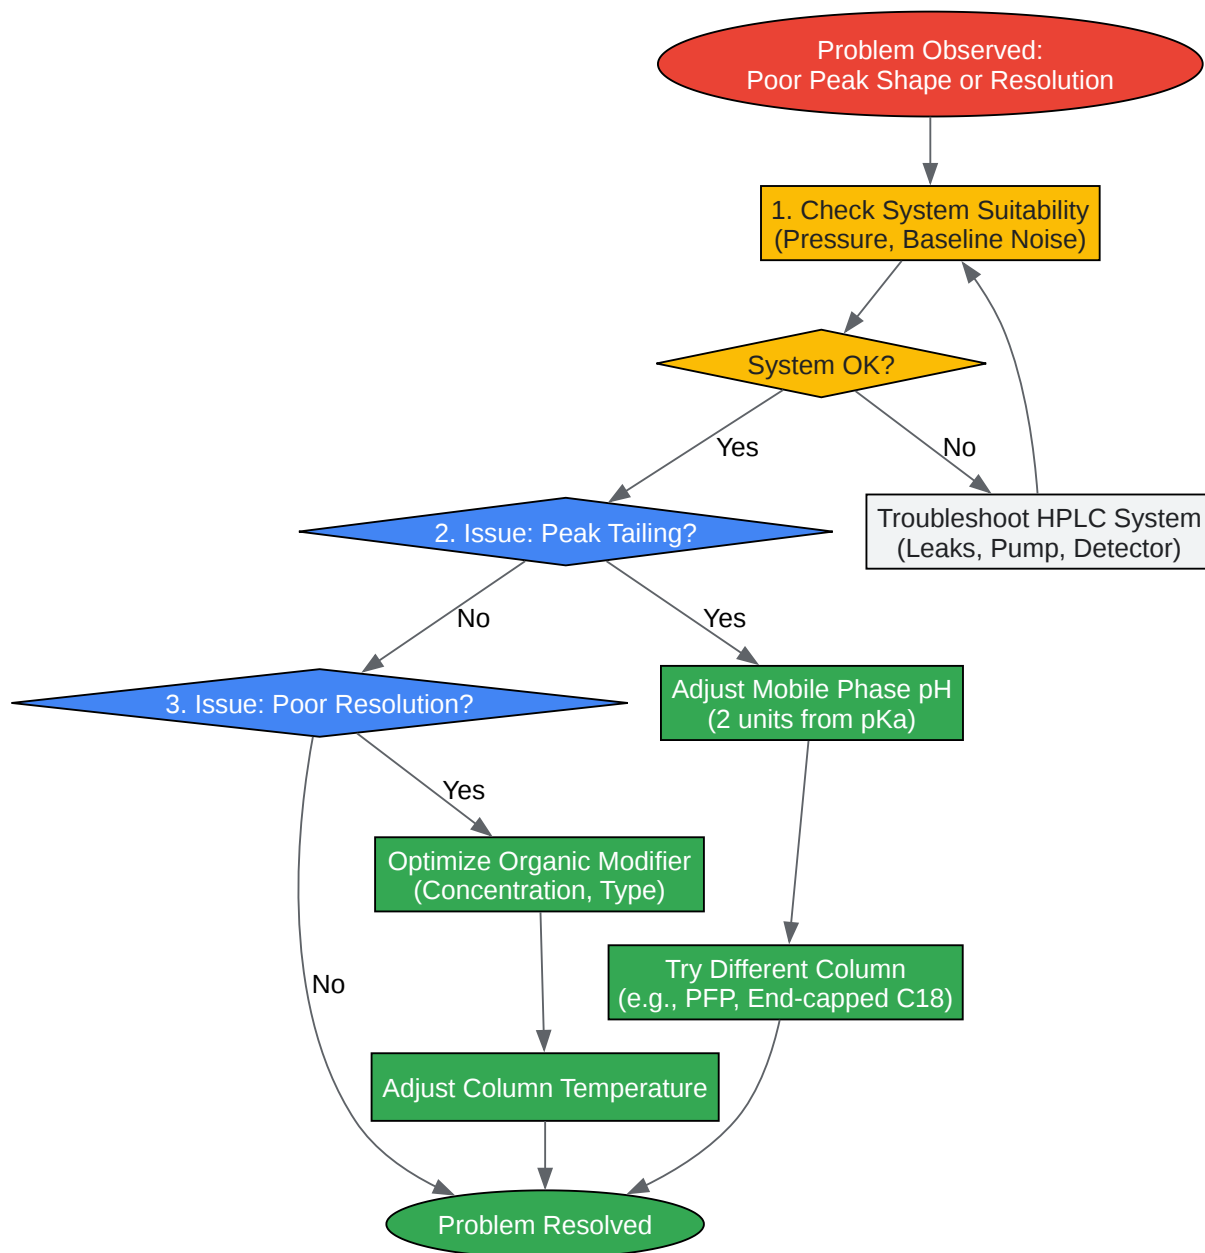 Problem Observed:
Poor Peak Shape or Resolution
1. Check System Suitability
(Pressure, Baseline Noise)
System OK?
Yes
No
2. Issue: Peak Tailing?
Troubleshoot HPLC System
(Leaks, Pump, Detector)
No
Yes
3. Issue: Poor Resolution?
Adjust Mobile Phase pH
(2 units from pKa)
Yes
Optimize Organic Modifier
(Concentration, Type)
No
Try Different Column
(e.g., PFP, End-capped C18)
Adjust Column Temperature
Problem Resolved